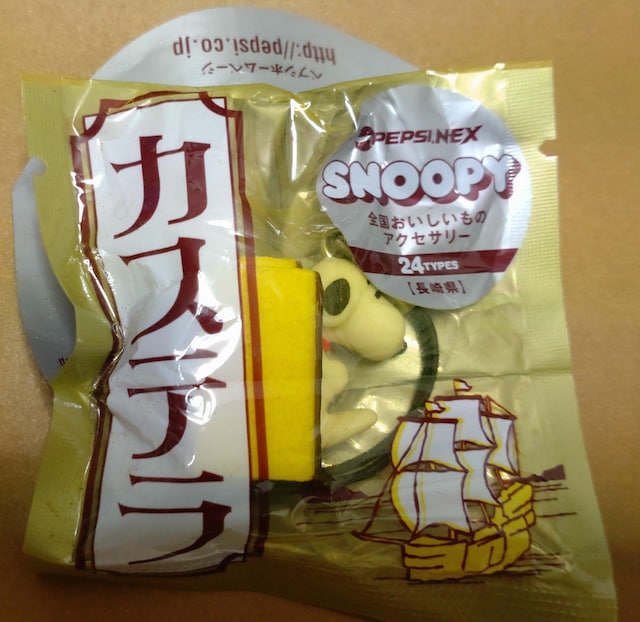 ペプシホームページ
http://pepsi.co.jp
カステラ
PEPSI NEX
SNOOPY
全国おいしいもの
アクセサリー
24TYPES
[長崎県]